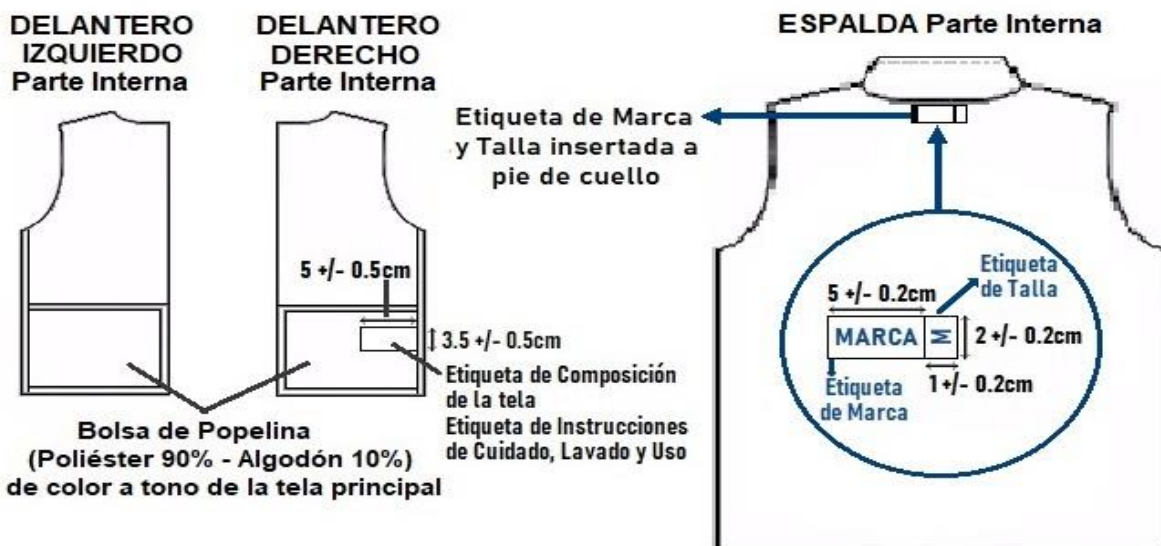 DELANTERO
IZQUIERDO
Parte Interna
DELANTERO
DERECHO
Parte Interna
5 +/- 0.5cm
3.5 +/- 0.5cm
Etiqueta de Composición
de la tela
Etiqueta de Instrucciones
de Cuidado, Lavado y Uso
Bolsa de Popelina
(Poliéster 90% - Algodón 10%)
de color a tono de la tela principal
ESPALDA Parte Interna
Etiqueta de Marca
y Talla insertada a
pie de cuello
Etiqueta
de Talla
5 +/- 0.2cm
MARCA
M
2 +/- 0.2cm
1 +/- 0.2cm
Etiqueta
de Marca